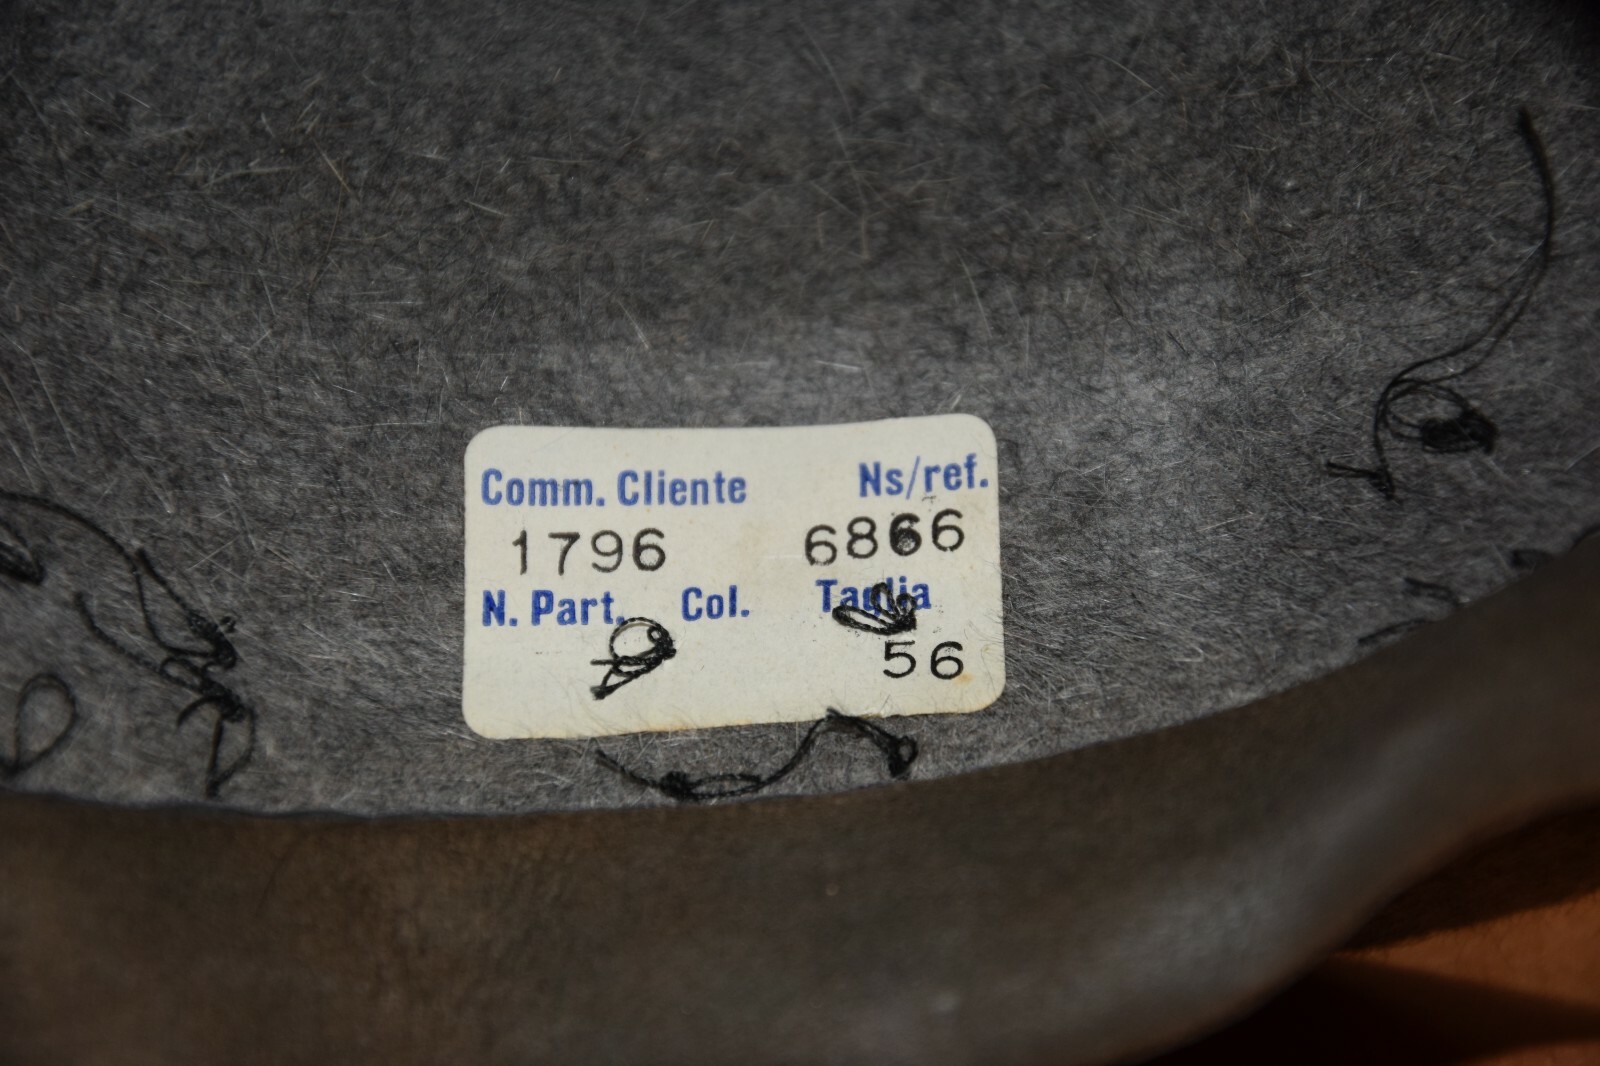 Comm. Cliente Ns/ref.
1796 6866
N. Part. Col. Taglia
56